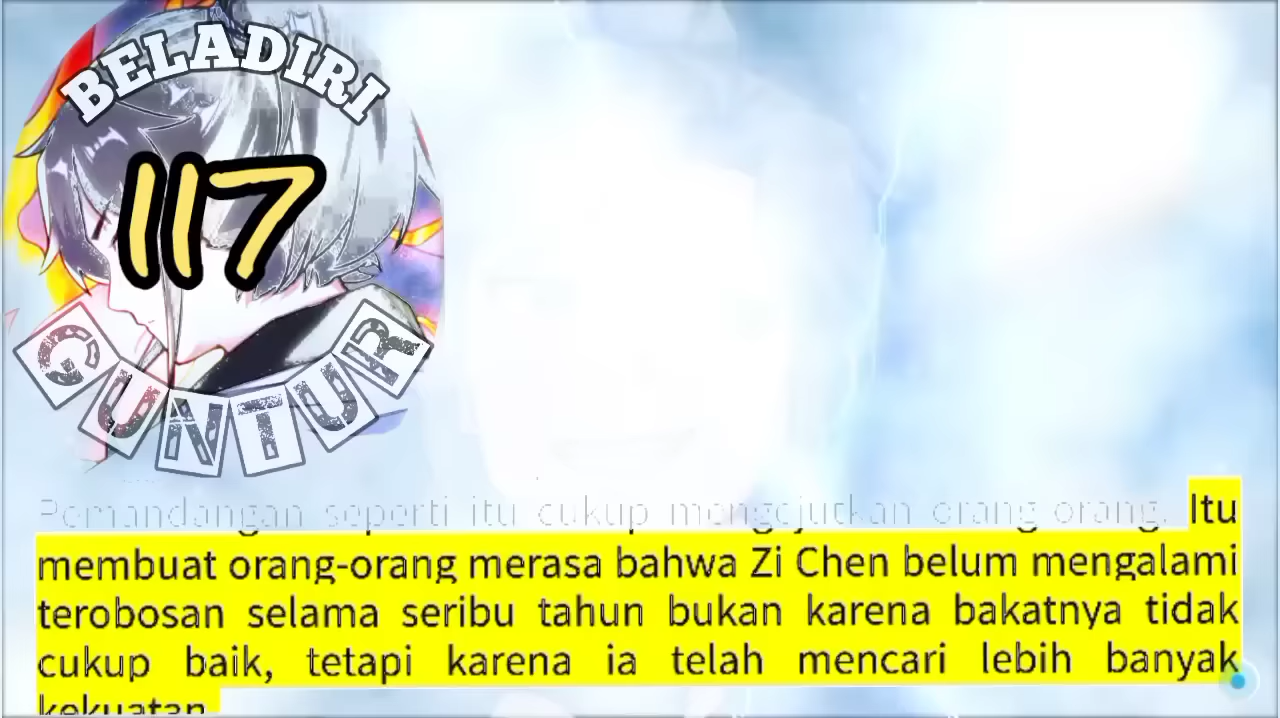 BELADIRI
117
GUNTUR
Pemandangan seperti itu cukup mengejutkan orang-orang. Itu
membuat orang-orang merasa bahwa Zi Chen belum mengalami
terobosan selama seribu tahun bukan karena bakatnya tidak
cukup baik, tetapi karena ia telah mencari lebih banyak
kekuatan.